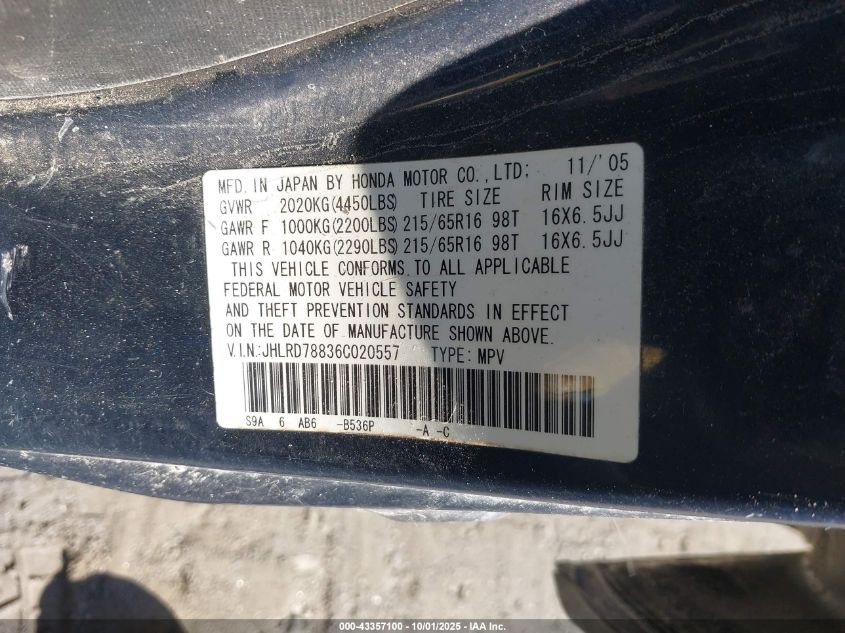 MFD. IN JAPAN BY HONDA MOTOR CO.,LTD: 11/'05
GVWR 2020KG(4450LBS) TIRE SIZE RIM SIZE
GAWR F 1000KG(2200LBS) 215/65R16 98T 16X6.5JJ
GAWR R 1040KG(2290LBS) 215/65R16 98T 16X6.5JJ
THIS VEHICLE CONFORMS TO ALL APPLICABLE
FEDERAL MOTOR VEHICLE SAFETY
AND THEFT PREVENTION STANDARDS IN EFFECT
ON THE DATE OF MANUFACTURE SHOWN ABOVE.
V.I.N:JHLRD78836C020557 TYPE: MPV
S9A 6 AB6 -B536P -A -C
000-43357100 - 10/01/2025 - IAA Inc.